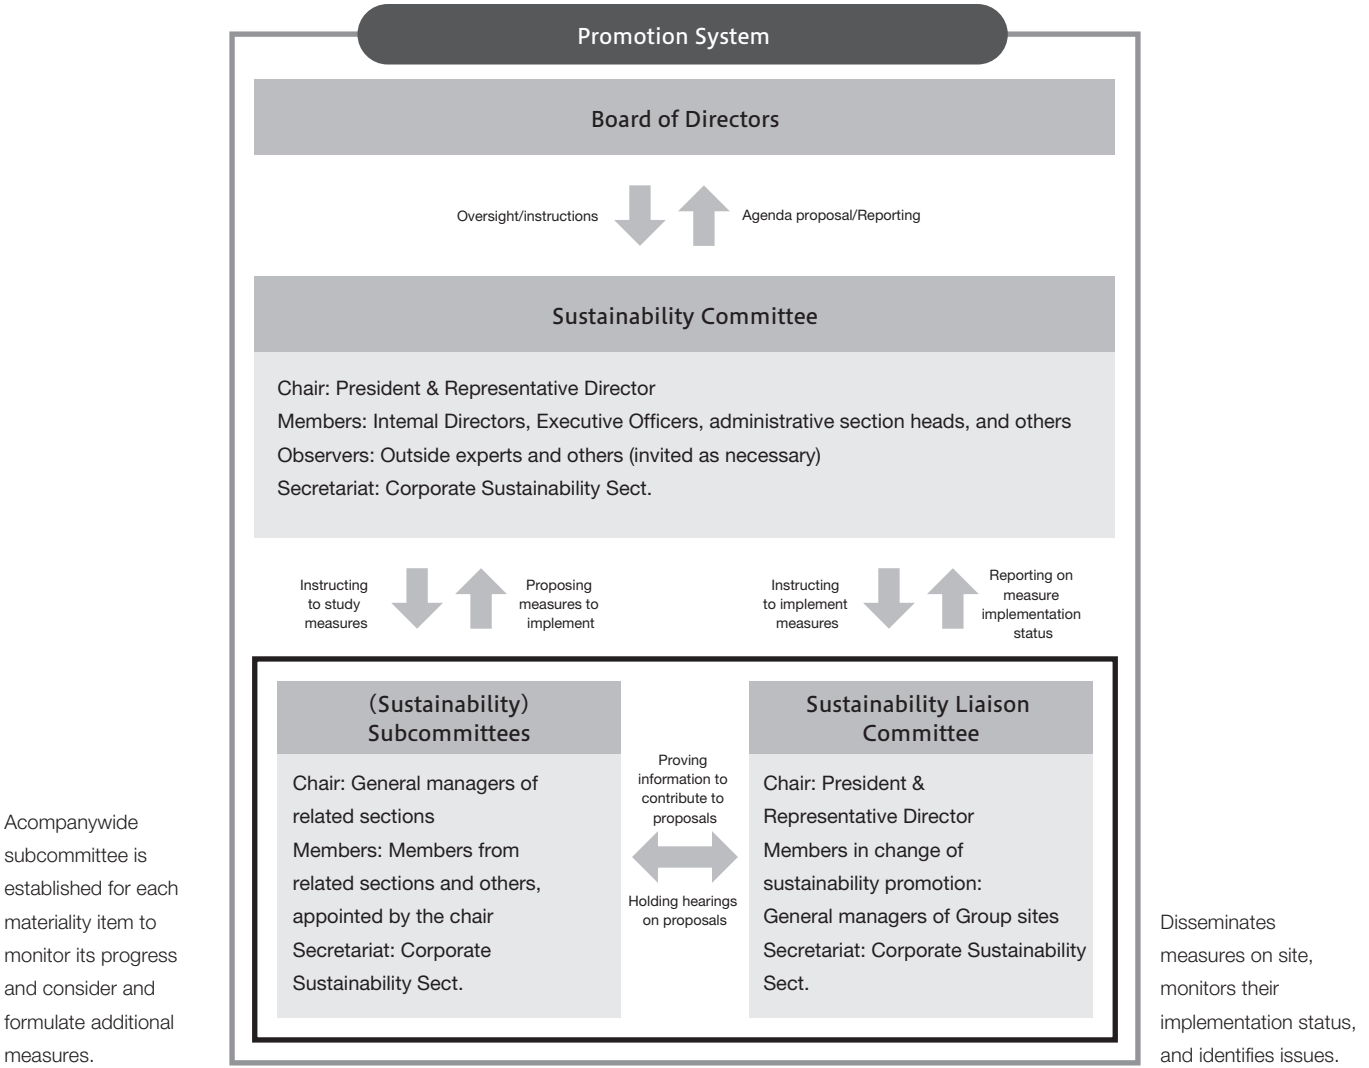 Promotion System
Board of Directors
Oversight/instructions
Agenda proposal/Reporting
Sustainability Committee
Chair: President & Representative Director
Members: Internal Directors, Executive Officers, administrative section heads, and others
Observers: Outside experts and others (invited as necessary)
Secretariat: Corporate Sustainability Sect.
Instructing
to study
measures
Proposing
measures to
implement
Instructing
to implement
measures
Reporting on
measure
implementation
status
(Sustainability)
Subcommittees
Chair: General managers of
related sections
Members: Members from
related sections and others,
appointed by the chair
Secretariat: Corporate
Sustainability Sect.
Proving
information to
contribute to
proposals
Holding hearings
on proposals
Sustainability Liaison
Committee
Chair: President &
Representative Director
Members in change of
sustainability promotion:
General managers of Group sites
Secretariat: Corporate Sustainability
Sect.
Acompanywide
subcommittee is
established for each
materiality item to
monitor its progress
and consider and
formulate additional
measures.
Disseminates
measures on site,
monitors their
implementation status,
and identifies issues.